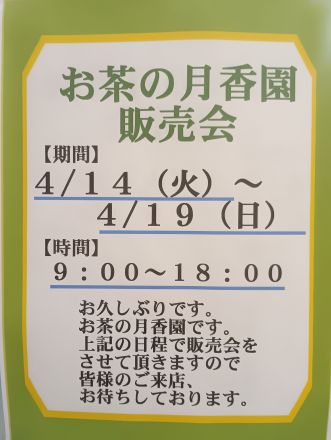 お茶の月香園
販売会
【期間】
4/14（火）～
4/19（日）
【時間】
9：00～18：00
お久しぶりです。
お茶の月香園です。
上記の日程で販売会を
させて頂きますので
皆様のご来店、
お待ちしております。